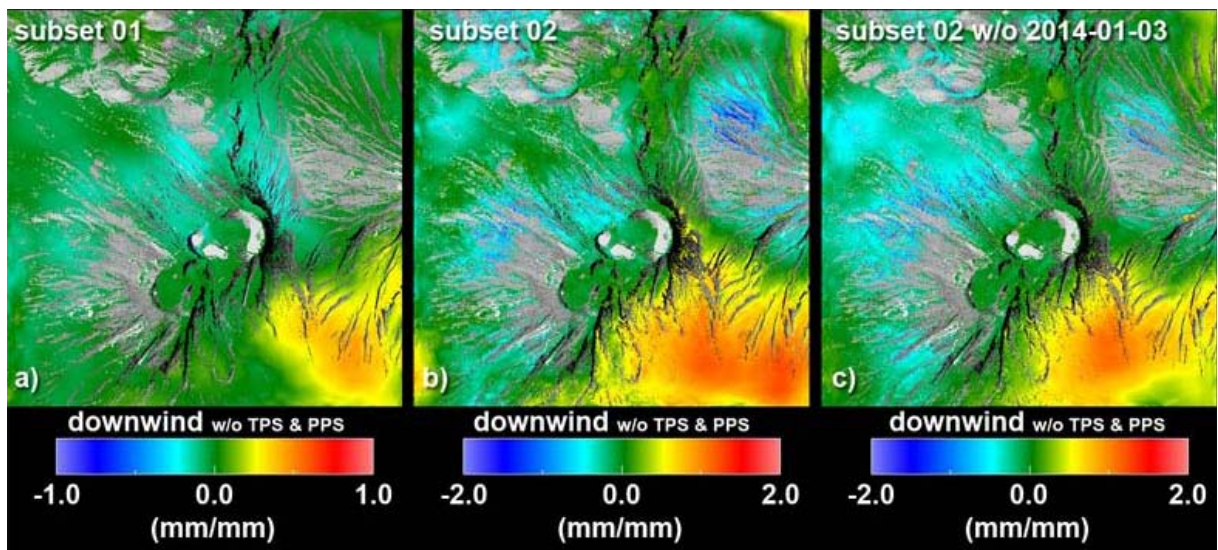 subset 01
subset 02
subset 02 w/o 2014-01-03
a)
b)
c)
downwind w/o TPS & PPS
downwind w/o TPS & PPS
downwind w/o TPS & PPS
-1.0 0.0 1.0
-2.0 0.0 2.0
-2.0 0.0 2.0
(mm/mm)
(mm/mm)
(mm/mm)